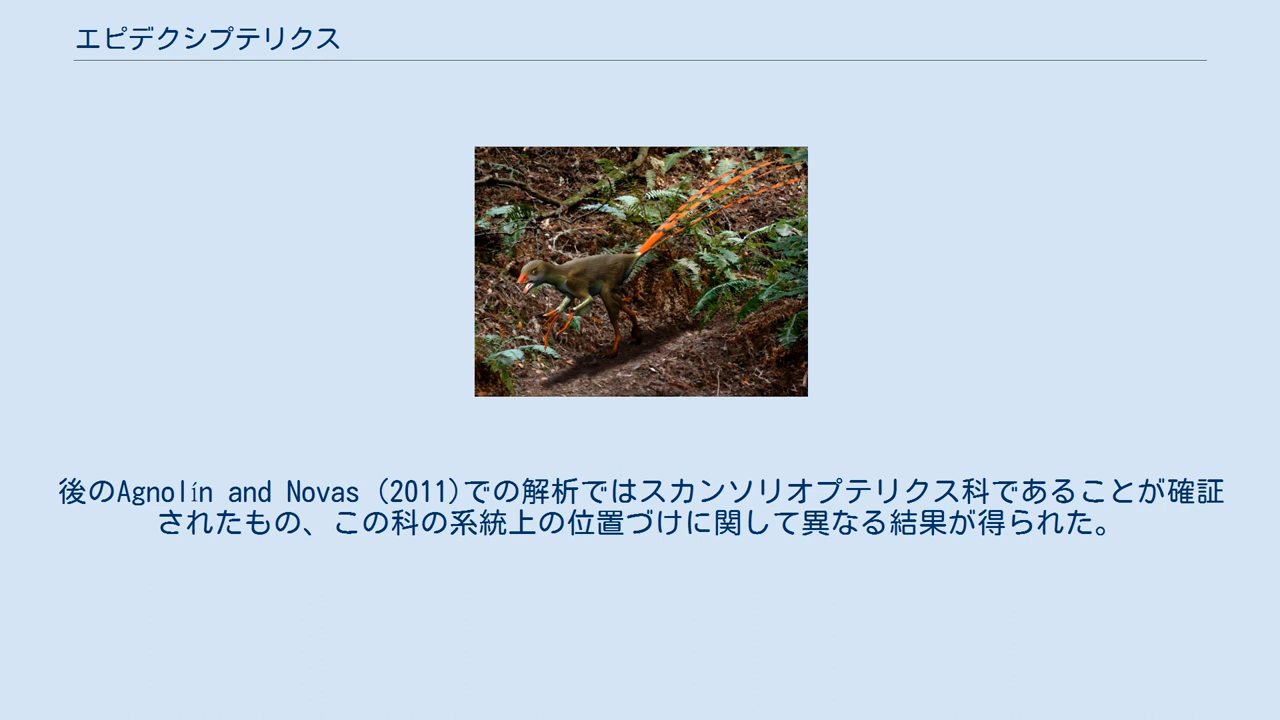 エピデクシプテリクス
後のAgnolín and Novas (2011)での解析ではスカンソリオプテリクス科であることが確証
されたもの、この科の系統上の位置づけに関して異なる結果が得られた。